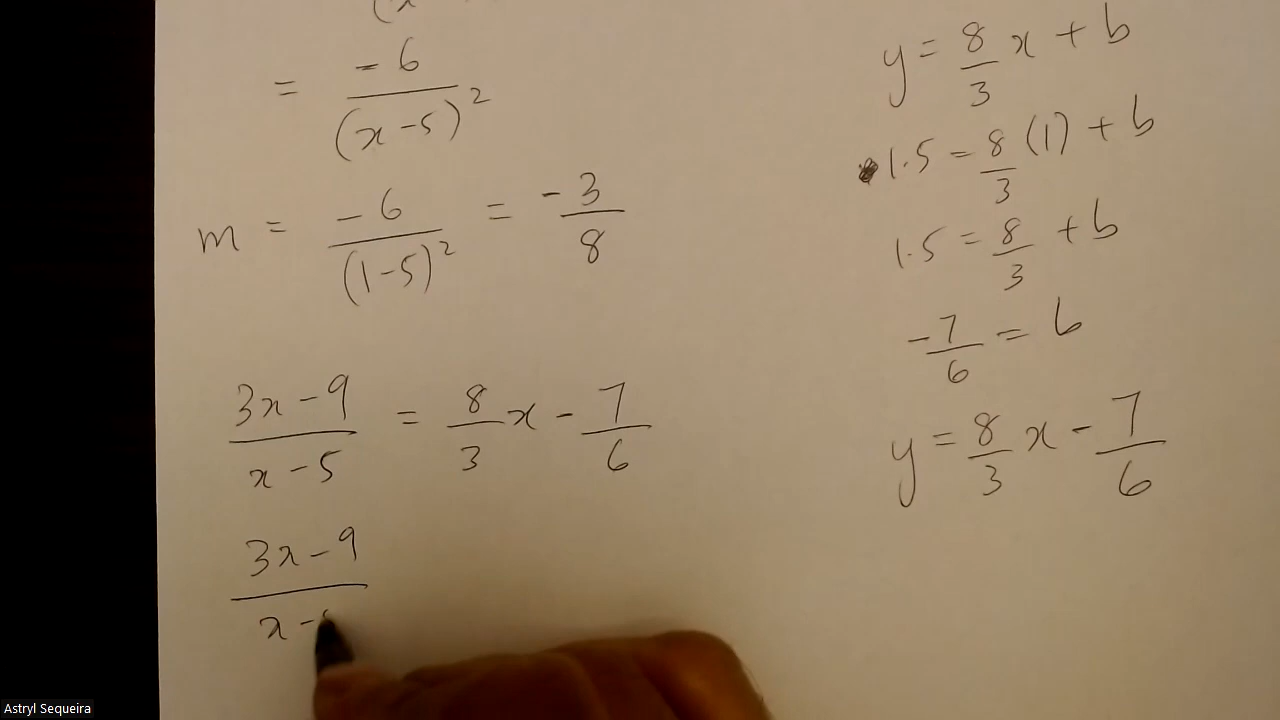 = -6/(x-5)²
m = -6/(1-5)² = -3/8
(3x-9)/(x-5) = 8/3 x - 7/6
(3x-9)/(x-
y = 8/3 x + b
1.5 = 8/3 (1) + b
1.5 = 8/3 + b
-7/6 = b
y = 8/3 x - 7/6
Astryl Sequeira